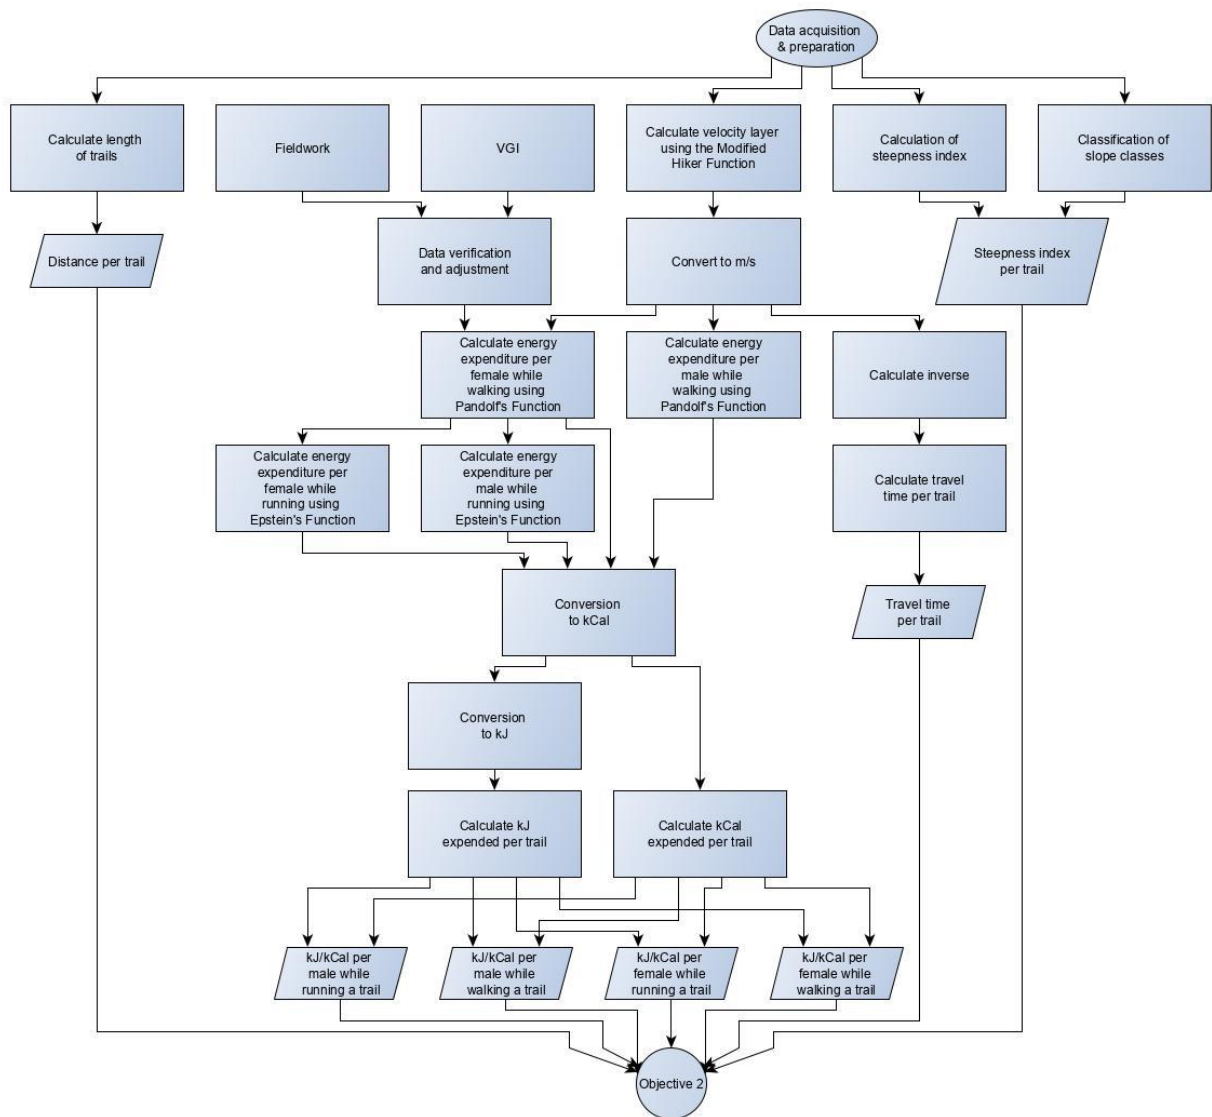 Data acquisition
& preparation
Calculate length
of trails
Fieldwork
VGI
Calculate velocity layer
using the Modified
Hiker Function
Calculation of
steepness index
Classification of
slope classes
Distance per trail
Data verification
and adjustment
Convert to m/s
Steepness index
per trail
Calculate energy
expenditure per
female while
walking using
Pandolf's Function
Calculate energy
expenditure per
male while
walking using
Pandolf's Function
Calculate inverse
Calculate energy
expenditure per
female while
running using
Epstein's Function
Calculate energy
expenditure per
male while
running using
Epstein's Function
Calculate travel
time per trail
Conversion
to kCal
Travel time
per trail
Conversion
to kJ
Calculate kJ
expended per trail
Calculate kCal
expended per trail
kJ/kCal per
male while
running a trail
kJ/kCal per
male while
walking a trail
kJ/kCal per
female while
running a trail
kJ/kCal per
female while
walking a trail
Objective 2